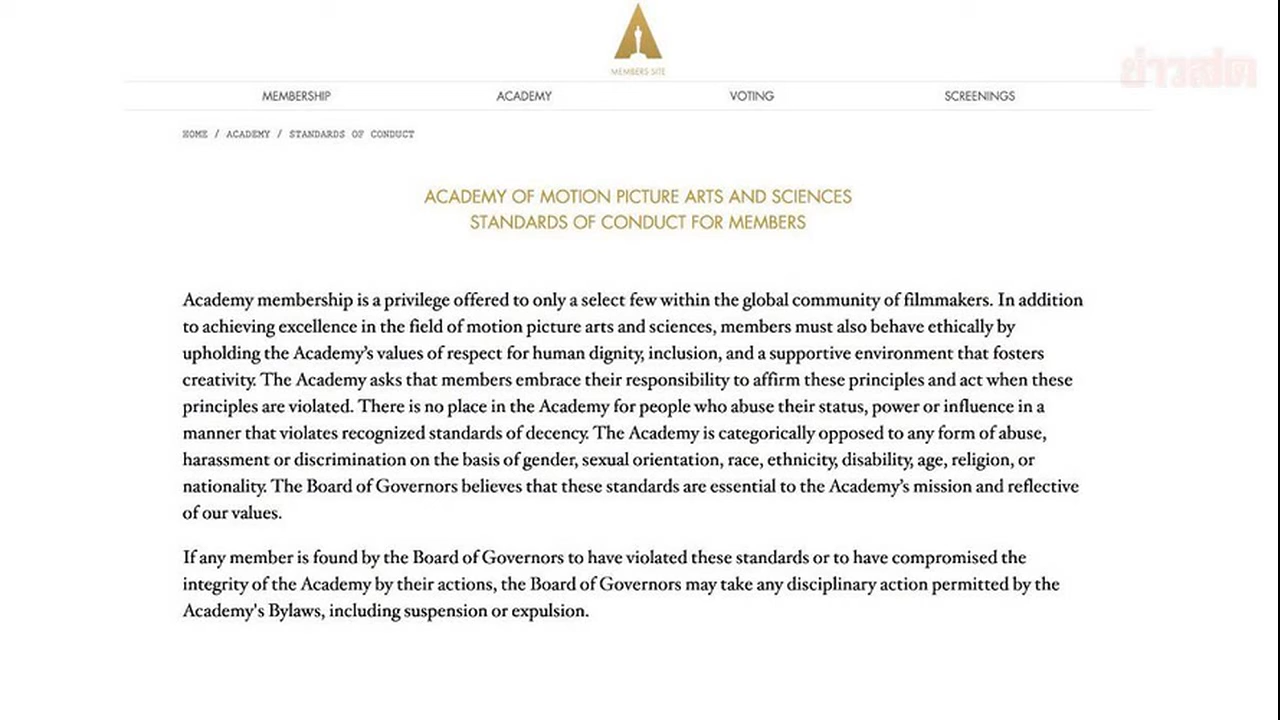 MEMBERS SITE
ข่าวสด
MEMBERSHIP
ACADEMY
VOTING
SCREENINGS
HOME / ACADEMY / STANDARDS OF CONDUCT
ACADEMY OF MOTION PICTURE ARTS AND SCIENCES
STANDARDS OF CONDUCT FOR MEMBERS
Academy membership is a privilege offered to only a select few within the global community of filmmakers. In addition
to achieving excellence in the field of motion picture arts and sciences, members must also behave ethically by
upholding the Academy’s values of respect for human dignity, inclusion, and a supportive environment that fosters
creativity. The Academy asks that members embrace their responsibility to affirm these principles and act when these
principles are violated. There is no place in the Academy for people who abuse their status, power or influence in a
manner that violates recognized standards of decency. The Academy is categorically opposed to any form of abuse,
harassment or discrimination on the basis of gender, sexual orientation, race, ethnicity, disability, age, religion, or
nationality. The Board of Governors believes that these standards are essential to the Academy’s mission and reflective
of our values.
If any member is found by the Board of Governors to have violated these standards or to have compromised the
integrity of the Academy by their actions, the Board of Governors may take any disciplinary action permitted by the
Academy's Bylaws, including suspension or expulsion.